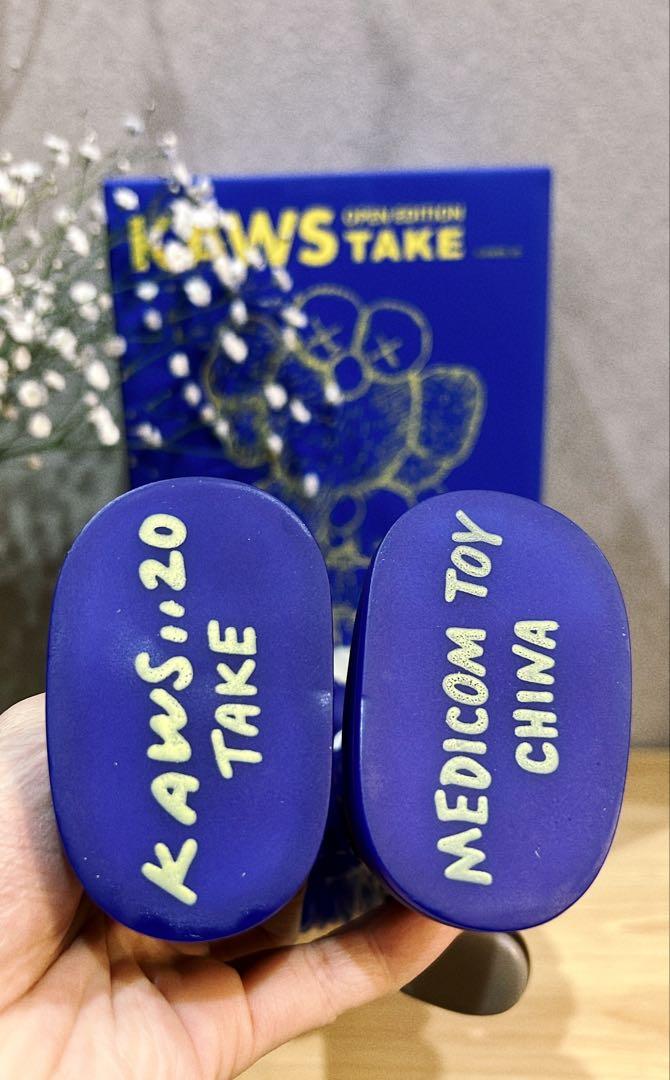 KAWS OPEN EDITION
TAKE
KAWS..20
TAKE
MEDICOM TOY
CHINA